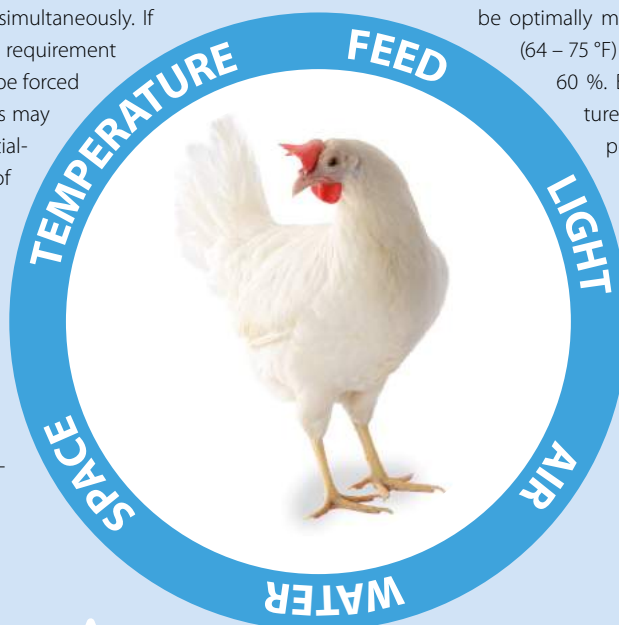 simultaneously. If
requirement
be forced
s may
tial-
of
-
be optimally m
(64 – 75 °F)
60 %. E
ture
p
TEMPERATURE
FEED
LIGHT
AIR
WATER
SPACE